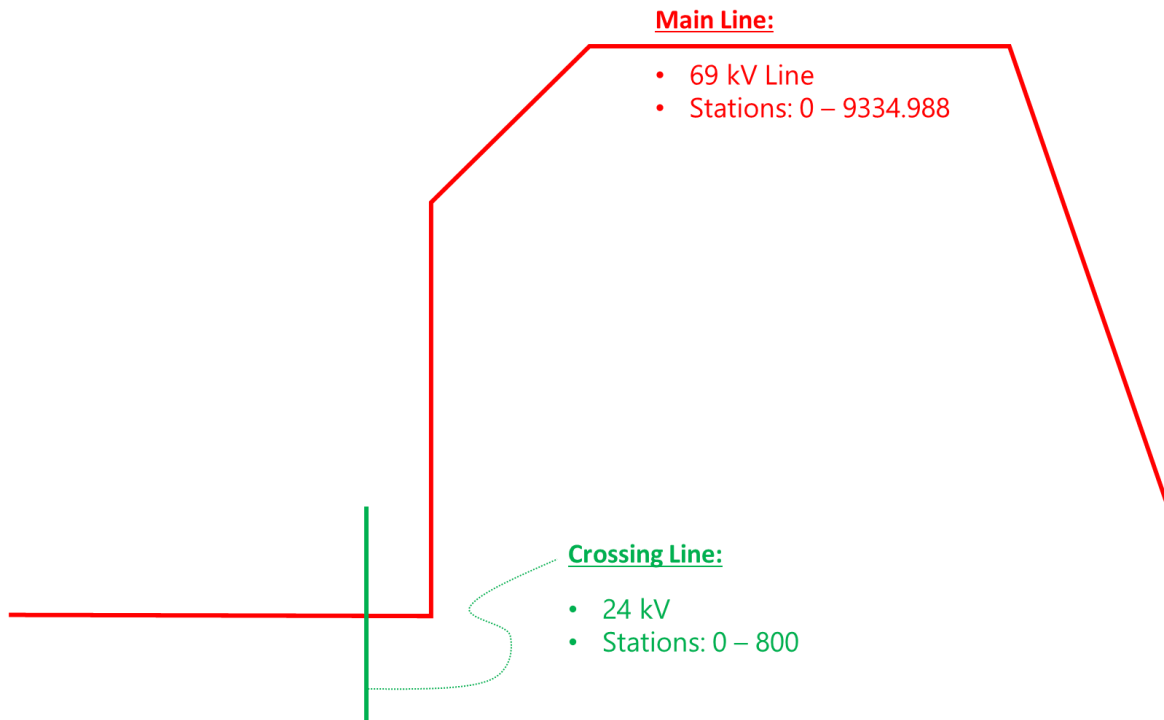 Main Line:
• 69 kV Line
• Stations: 0 – 9334.988
Crossing Line:
• 24 kV
• Stations: 0 – 800